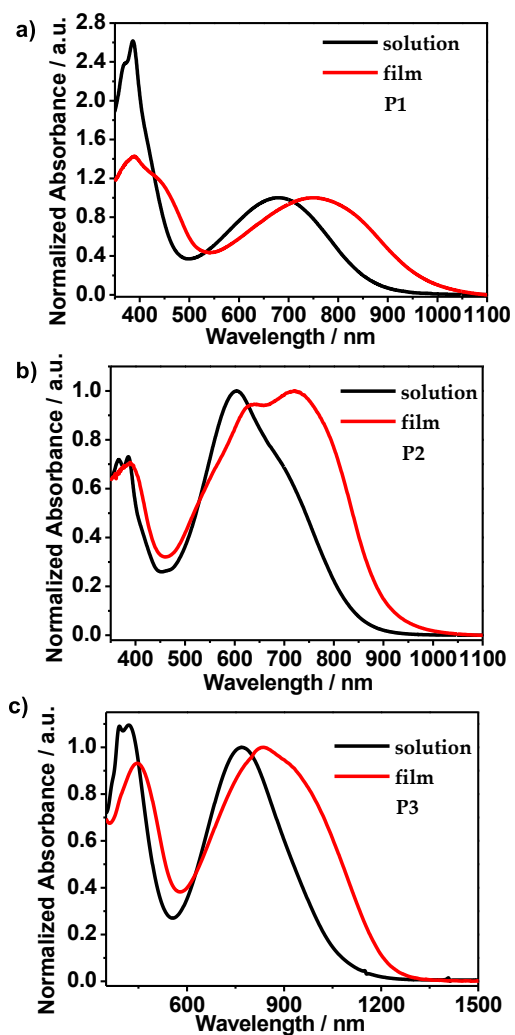 a)
Normalized Absorbance / a.u.
2.8
2.4
2.0
1.6
1.2
0.8
0.4
0.0
solution
film
P1
400 500 600 700 800 900 1000 1100
Wavelength / nm
b)
Normalized Absorbance / a.u.
1.0
0.8
0.6
0.4
0.2
0.0
solution
film
P2
400 500 600 700 800 900 1000 1100
Wavelength / nm
c)
Normalized Absorbance / a.u.
1.0
0.8
0.6
0.4
0.2
0.0
solution
film
P3
600 900 1200 1500
Wavelength / nm